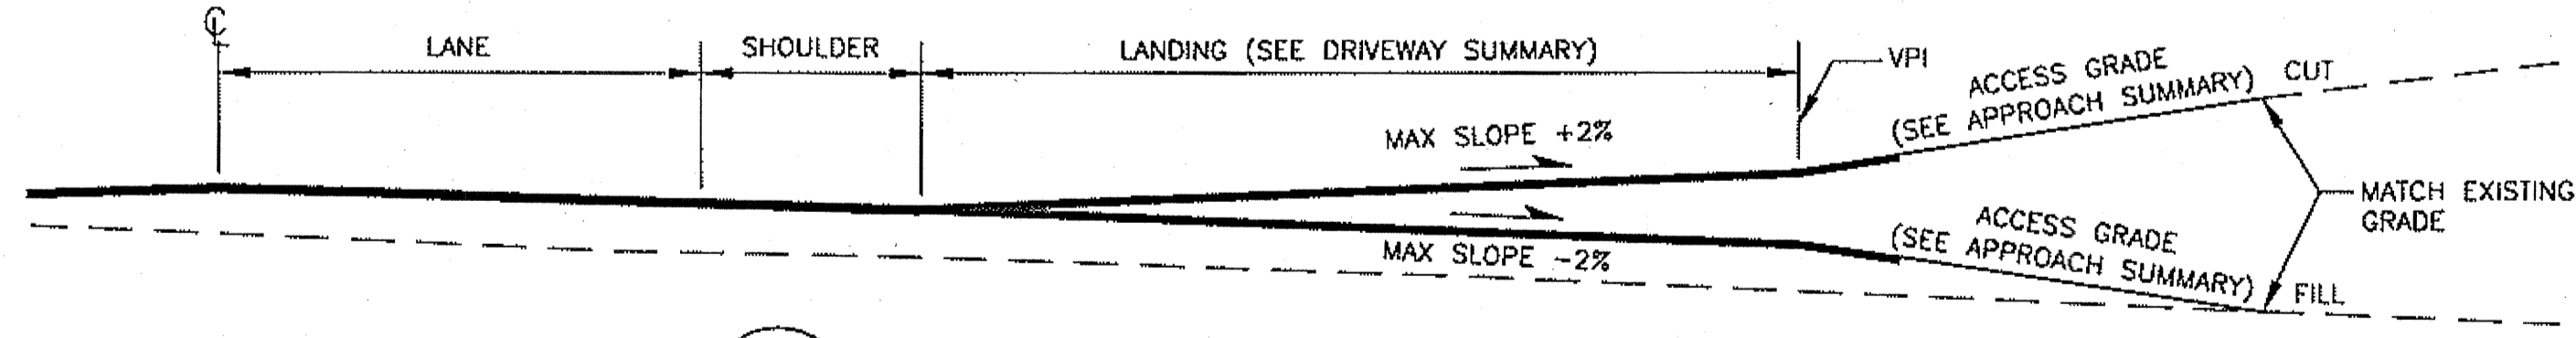 ℄
LANE
SHOULDER
LANDING (SEE DRIVEWAY SUMMARY)
VPI
ACCESS GRADE
(SEE APPROACH SUMMARY)
CUT
MAX SLOPE +2%
MAX SLOPE -2%
ACCESS GRADE
(SEE APPROACH SUMMARY)
FILL
MATCH EXISTING
GRADE